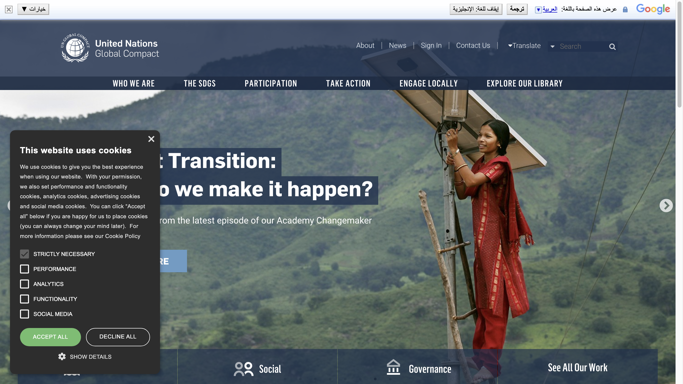 خيارات ▼
إيقاف للغة: الإنجليزية
ترجمة
العربية
عرض هذه الصفحة باللغة:
Google
United Nations
Global Compact
About | News | Sign In | Contact Us | Translate
Search
WHO WE ARE
THE SDGS
PARTICIPATION
TAKE ACTION
ENGAGE LOCALLY
EXPLORE OUR LIBRARY
t Transition:
o we make it happen?
from the latest episode of our Academy Changemaker
RE
This website uses cookies
We use cookies to give you the best experience
when using our website. With your permission,
we also set performance and functionality
cookies, analytics cookies, advertising cookies
and social media cookies. You can click "Accept
all" below if you are happy for us to place cookies
(you can always change your mind later). For
more information please see our Cookie Policy
STRICTLY NECESSARY
PERFORMANCE
ANALYTICS
FUNCTIONALITY
SOCIAL MEDIA
ACCEPT ALL
DECLINE ALL
SHOW DETAILS
Social
Governance
See All Our Work